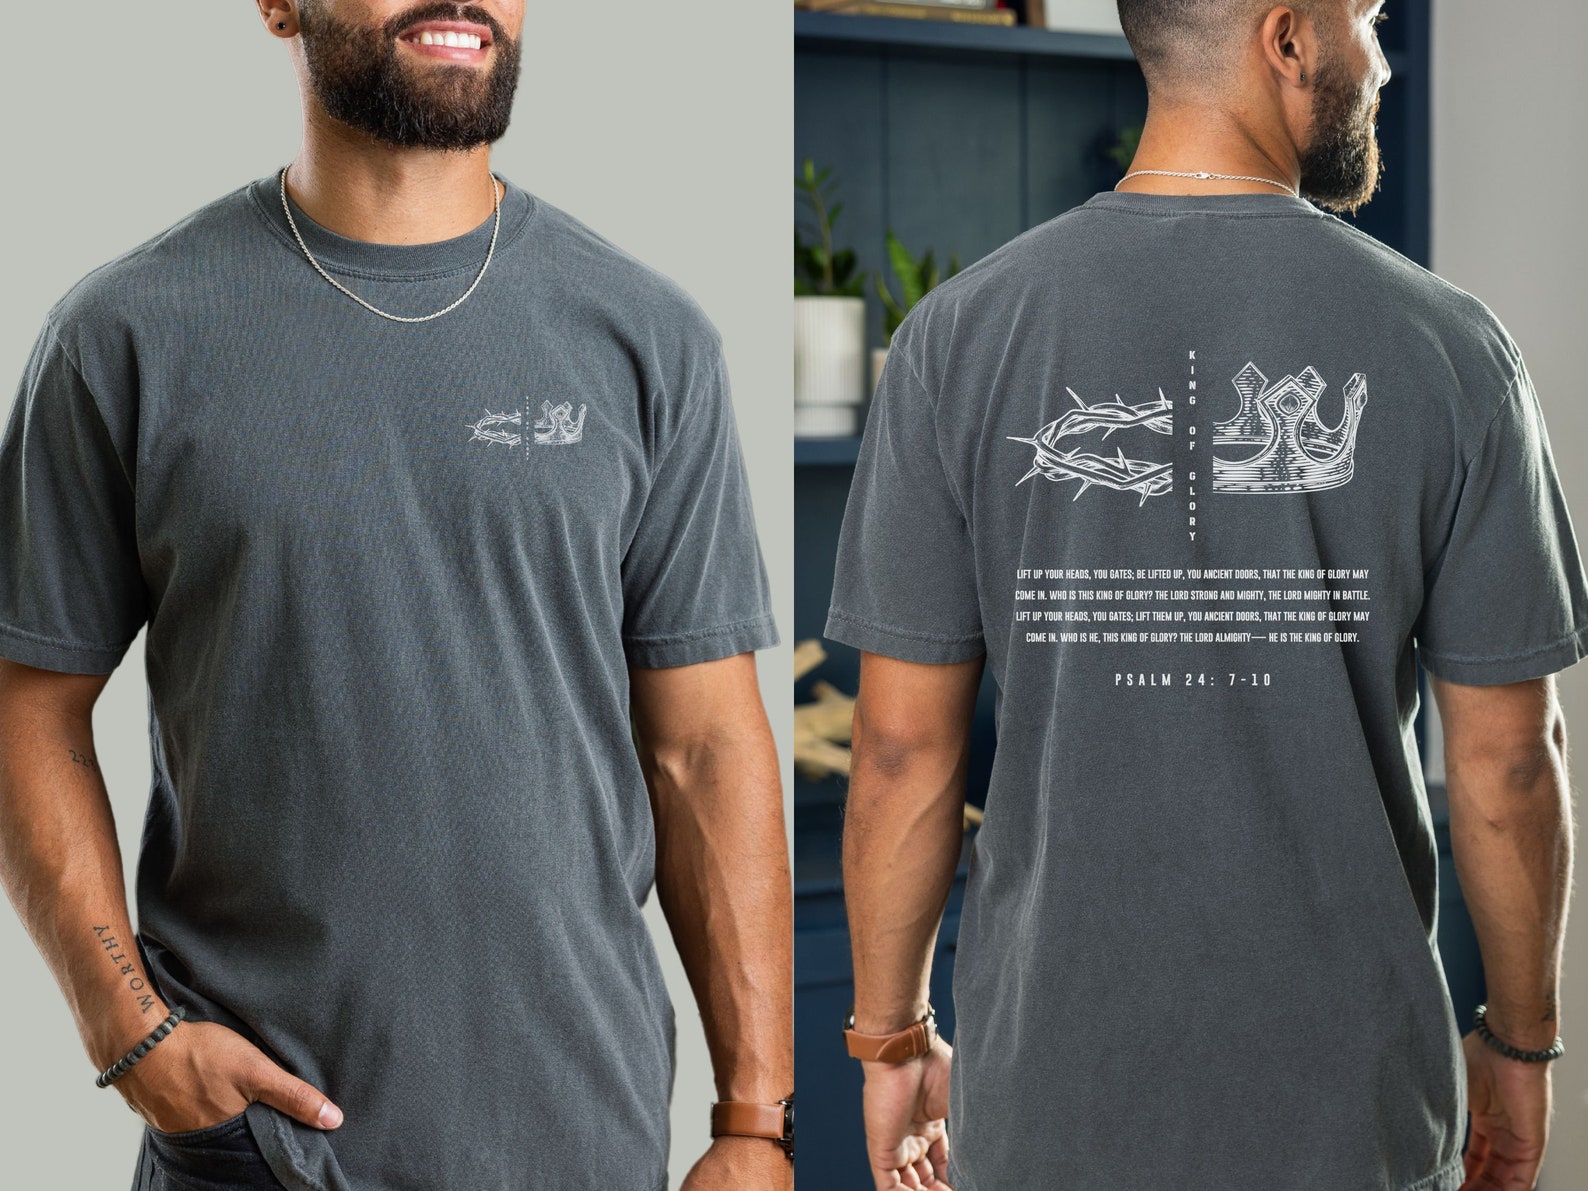 221
WORTHY
KING OF GLORY
KING OF GLORY
LIFT UP YOUR HEADS, YOU GATES; BE LIFTED UP, YOU ANCIENT DOORS, THAT THE KING OF GLORY MAY
COME IN. WHO IS THIS KING OF GLORY? THE LORD STRONG AND MIGHTY, THE LORD MIGHTY IN BATTLE.
LIFT UP YOUR HEADS, YOU GATES; LIFT THEM UP, YOU ANCIENT DOORS, THAT THE KING OF GLORY MAY
COME IN. WHO IS HE, THIS KING OF GLORY? THE LORD ALMIGHTY— HE IS THE KING OF GLORY.
PSALM 24: 7-10